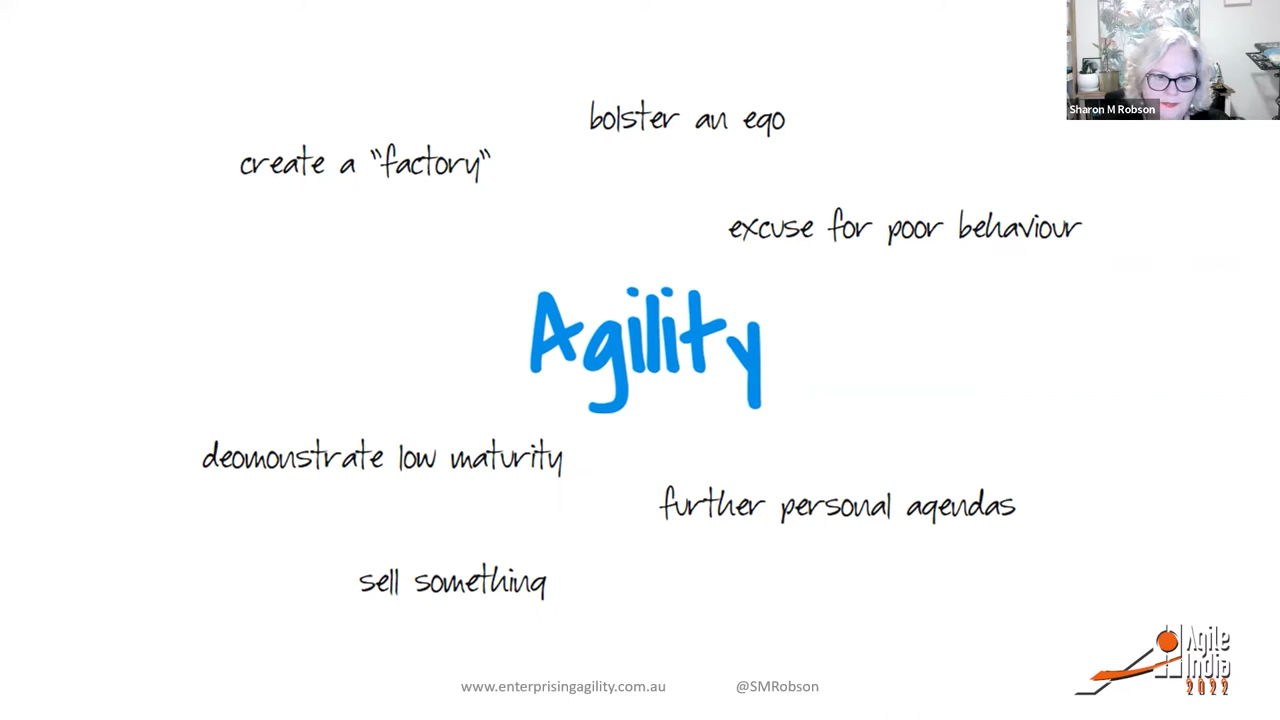 Sharon M Robson
bolster an ego
create a "factory"
excuse for poor behaviour
Agility
deomonstrate low maturity
further personal agendas
sell something
Agile
India
2022
www.enterprisingagility.com.au
@SMRobson